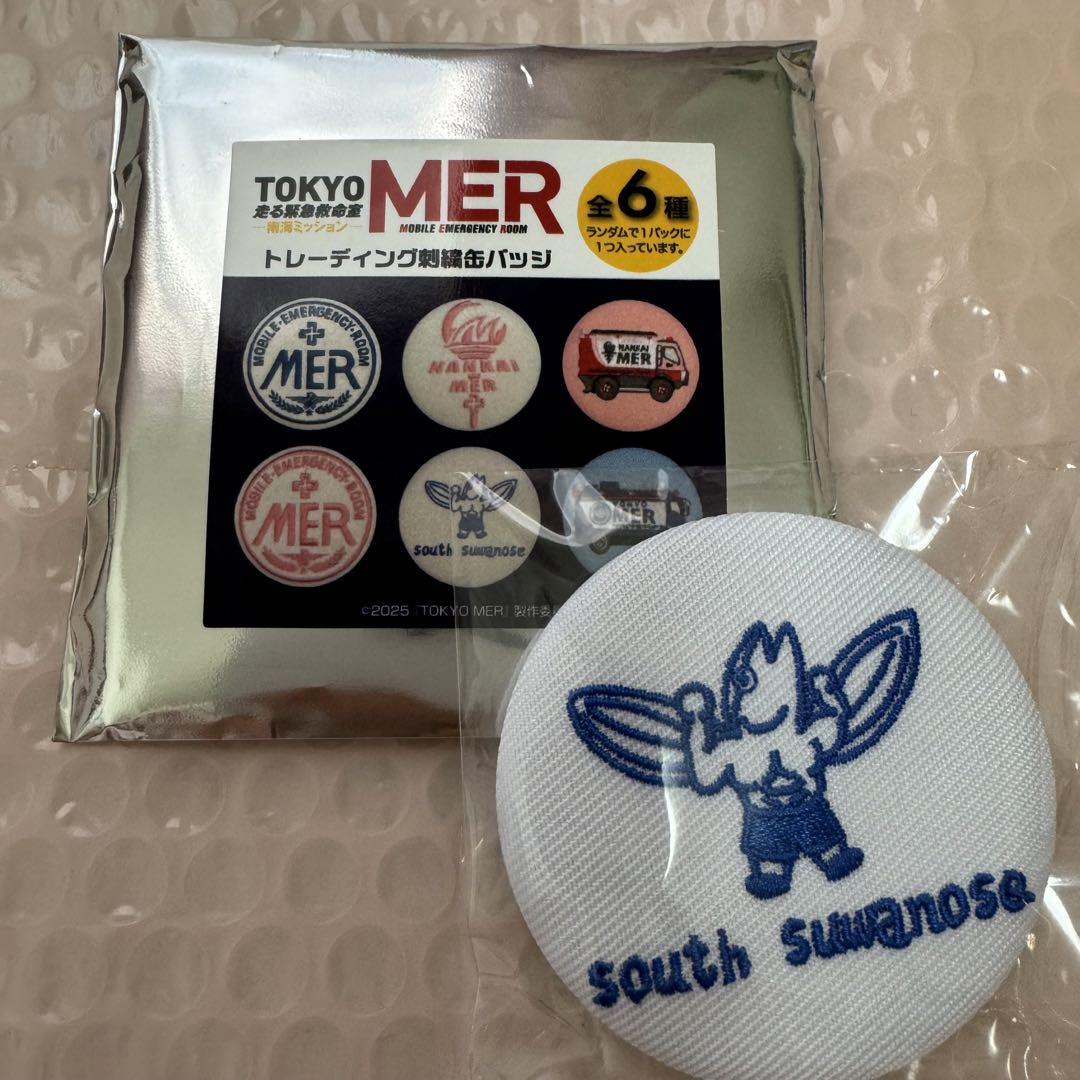 TOKYO MER
走る緊急救命室
南海ミッション
MOBILE EMERGENCY ROOM
全6種
ランダムで1パックに
1つ入っています。
トレーディング刺繍缶バッジ
MOBILE・EMERGENCY・ROOM
MER
NANKAI
MER
NANKAI
MER
MOBILE・EMERGENCY・ROOM
MER
south suwanose
TOKYO
MER
©2025『TOKYO MER』製作委
south suwanose